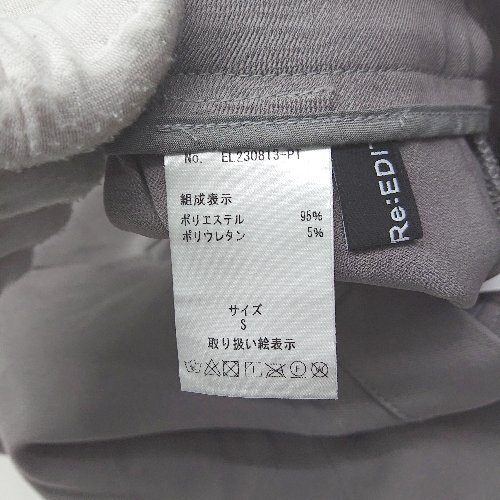 No. EL230813-P1
組成表示
ポリエステル 95%
ポリウレタン 5%
サイズ
S
取り扱い絵表示
Re:EDIT